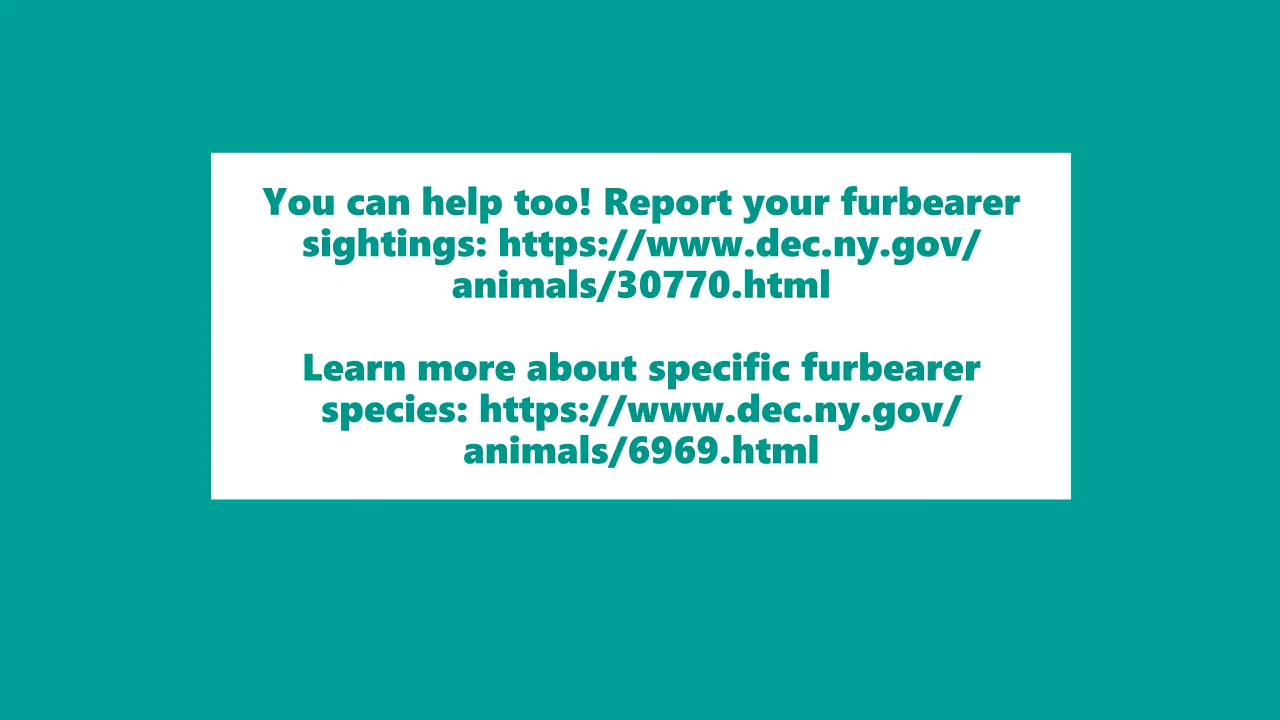 You can help too! Report your furbearer
sightings: https://www.dec.ny.gov/
animals/30770.html
Learn more about specific furbearer
species: https://www.dec.ny.gov/
animals/6969.html